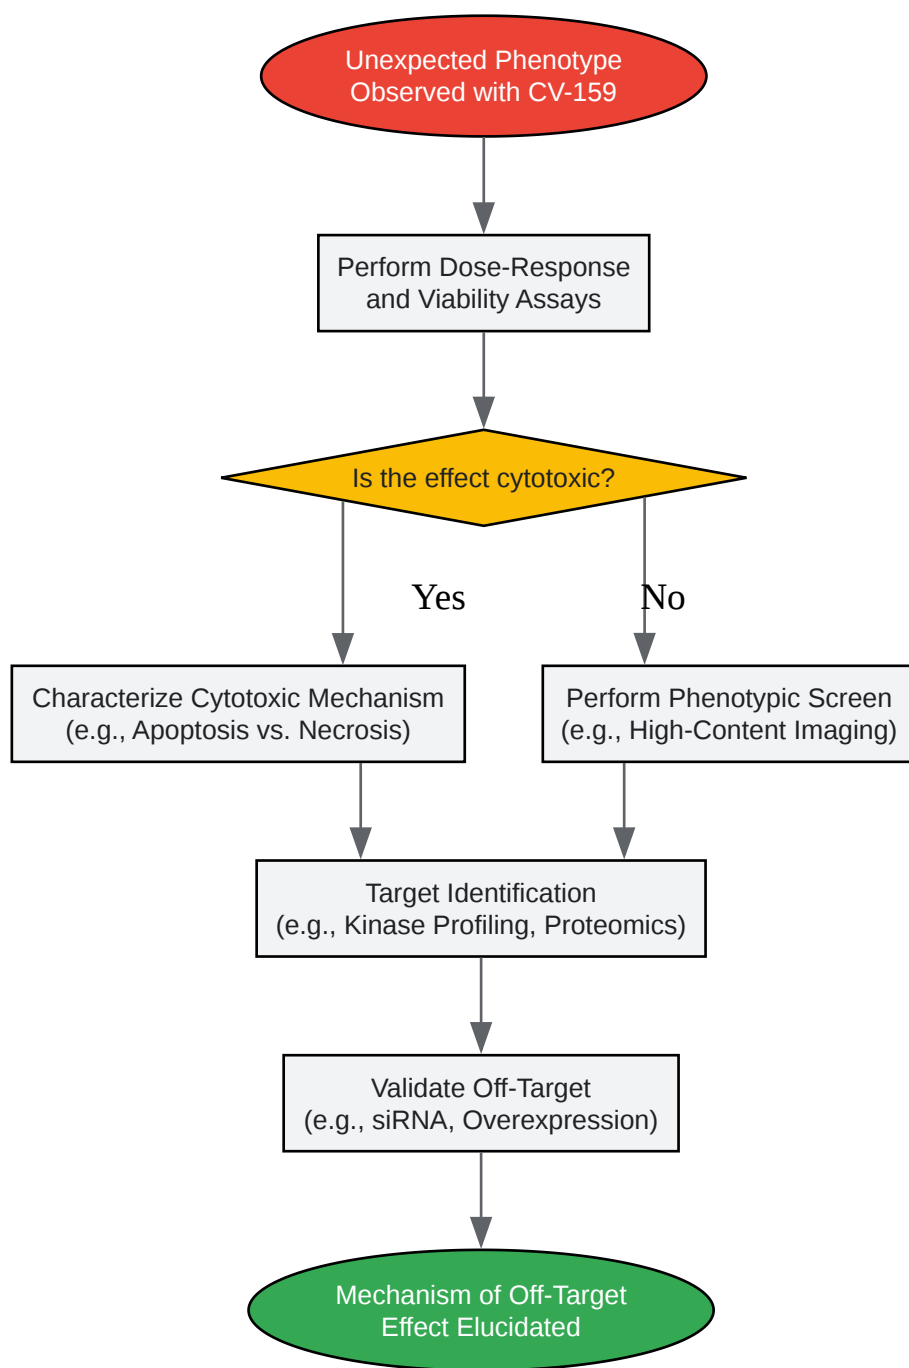 Unexpected Phenotype
Observed with CV-159
Perform Dose-Response
and Viability Assays
Is the effect cytotoxic?
Yes
No
Characterize Cytotoxic Mechanism
(e.g., Apoptosis vs. Necrosis)
Perform Phenotypic Screen
(e.g., High-Content Imaging)
Target Identification
(e.g., Kinase Profiling, Proteomics)
Validate Off-Target
(e.g., siRNA, Overexpression)
Mechanism of Off-Target
Effect Elucidated